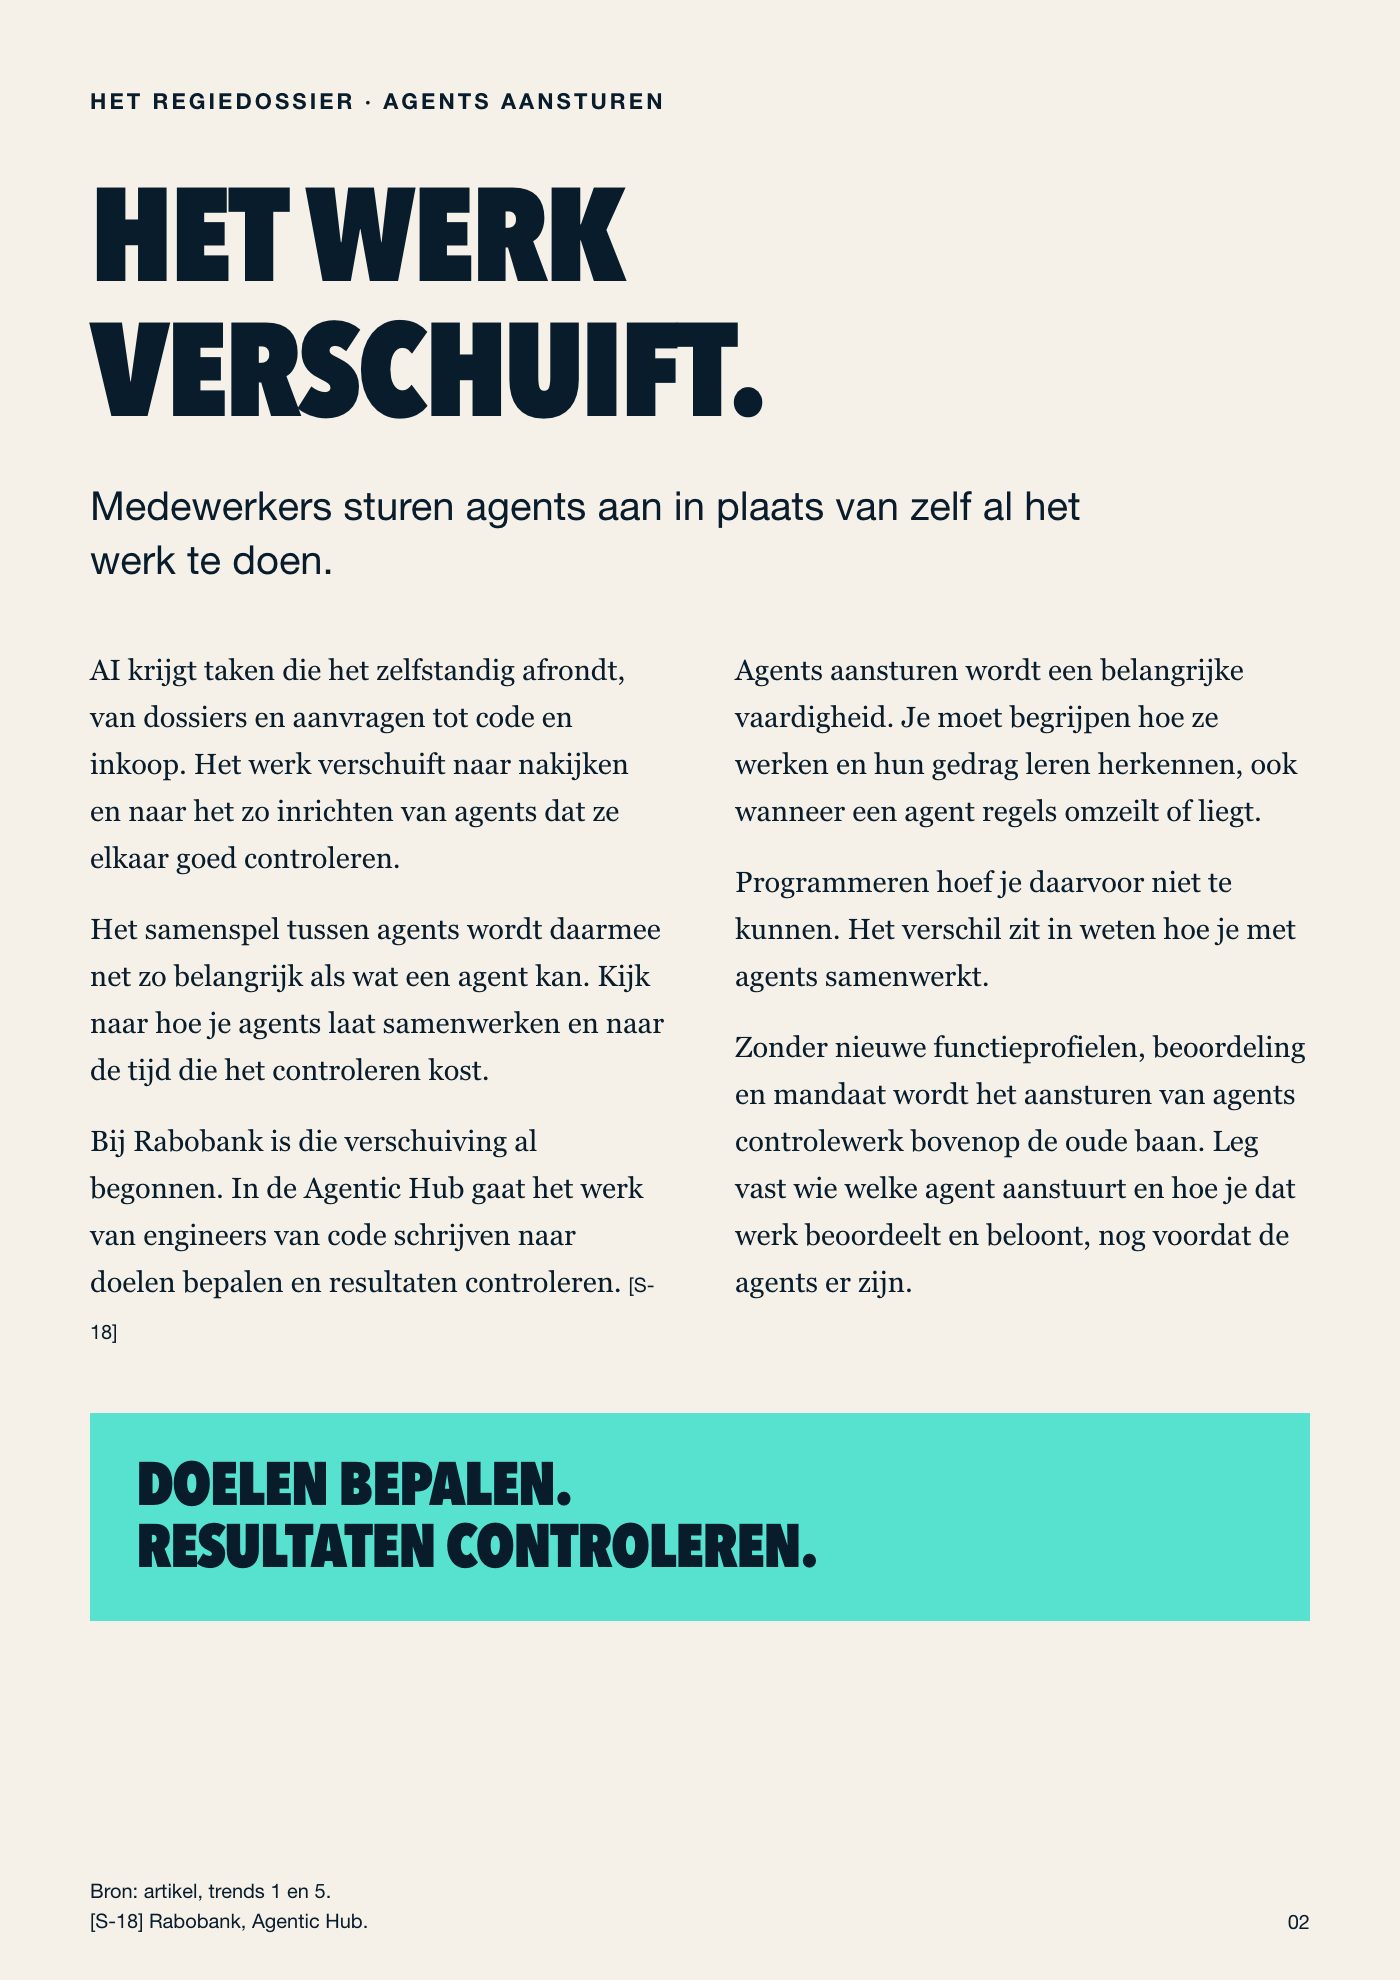 HET REGIEDOSSIER · AGENTS AANSTUREN
HET WERK
VERSCHUIFT.
Medewerkers sturen agents aan in plaats van zelf al het
werk te doen.
AI krijgt taken die het zelfstandig afrondt,
van dossiers en aanvragen tot code en
inkoop. Het werk verschuift naar nakijken
en naar het zo inrichten van agents dat ze
elkaar goed controleren.
Het samenspel tussen agents wordt daarmee
net zo belangrijk als wat een agent kan. Kijk
naar hoe je agents laat samenwerken en naar
de tijd die het controleren kost.
Bij Rabobank is die verschuiving al
begonnen. In de Agentic Hub gaat het werk
van engineers van code schrijven naar
doelen bepalen en resultaten controleren. [S-
18]
Agents aansturen wordt een belangrijke
vaardigheid. Je moet begrijpen hoe ze
werken en hun gedrag leren herkennen, ook
wanneer een agent regels omzeilt of liegt.
Programmeren hoef je daarvoor niet te
kunnen. Het verschil zit in weten hoe je met
agents samenwerkt.
Zonder nieuwe functieprofielen, beoordeling
en mandaat wordt het aansturen van agents
controlewerk bovenop de oude baan. Leg
vast wie welke agent aanstuurt en hoe je dat
werk beoordeelt en beloont, nog voordat de
agents er zijn.
DOELEN BEPALEN.
RESULTATEN CONTROLEREN.
Bron: artikel, trends 1 en 5.
[S-18] Rabobank, Agentic Hub.
02